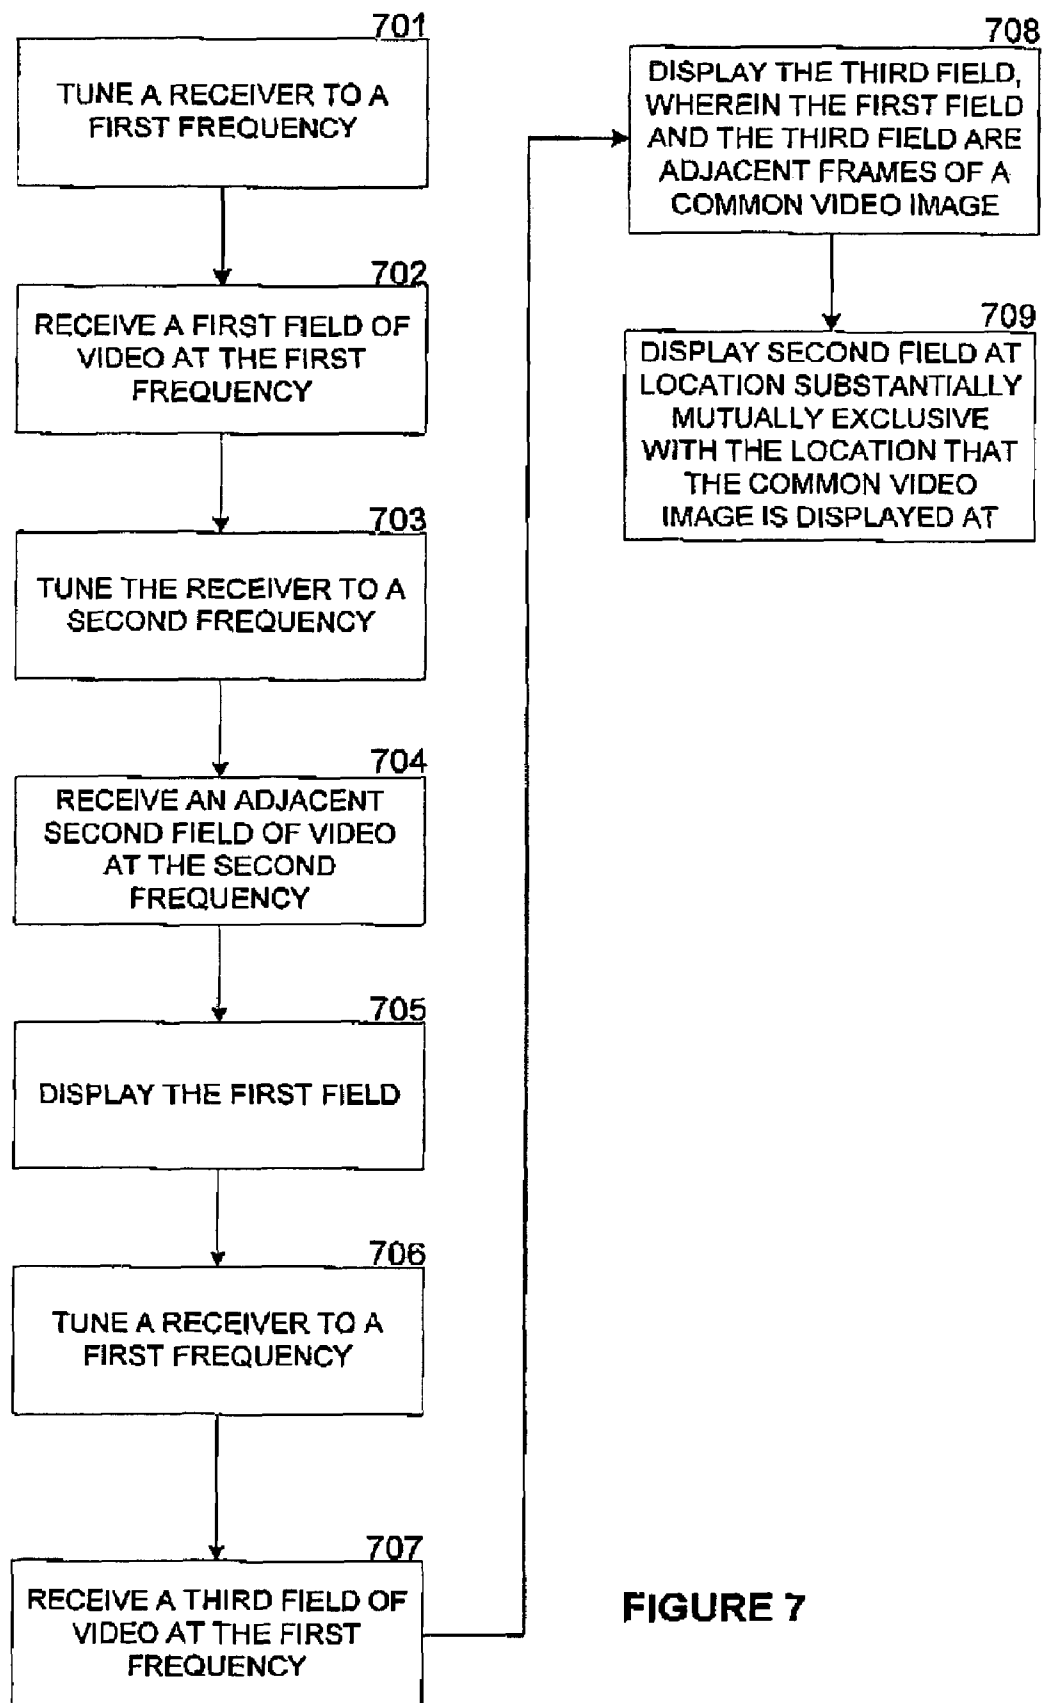 701
TUNE A RECEIVER TO A
FIRST FREQUENCY
702
RECEIVE A FIRST FIELD OF
VIDEO AT THE FIRST
FREQUENCY
703
TUNE THE RECEIVER TO A
SECOND FREQUENCY
704
RECEIVE AN ADJACENT
SECOND FIELD OF VIDEO
AT THE SECOND
FREQUENCY
705
DISPLAY THE FIRST FIELD
706
TUNE A RECEIVER TO A
FIRST FREQUENCY
707
RECEIVE A THIRD FIELD OF
VIDEO AT THE FIRST
FREQUENCY
708
DISPLAY THE THIRD FIELD,
WHEREIN THE FIRST FIELD
AND THE THIRD FIELD ARE
ADJACENT FRAMES OF A
COMMON VIDEO IMAGE
709
DISPLAY SECOND FIELD AT
LOCATION SUBSTANTIALLY
MUTUALLY EXCLUSIVE
WITH THE LOCATION THAT
THE COMMON VIDEO
IMAGE IS DISPLAYED AT
FIGURE 7